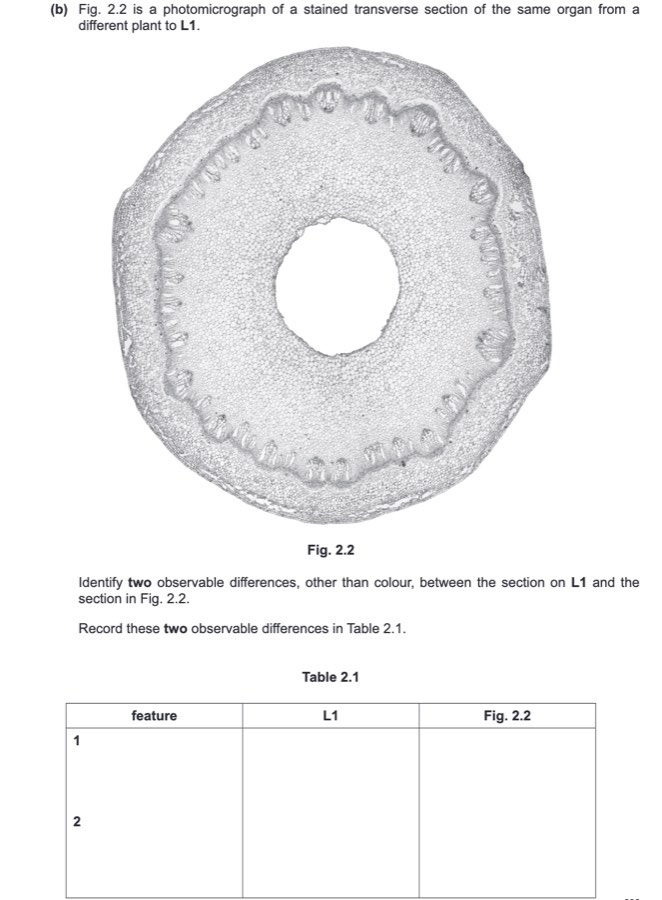 (b) Fig. 2.2 is a photomicrograph of a stained transverse section of the same organ from a
different plant to L1.
Fig. 2.2
Identify two observable differences, other than colour, between the section on L1 and the
section in Fig. 2.2.
Record these two observable differences in Table 2.1.
Table 2.1
feature L1 Fig. 2.2
1
2